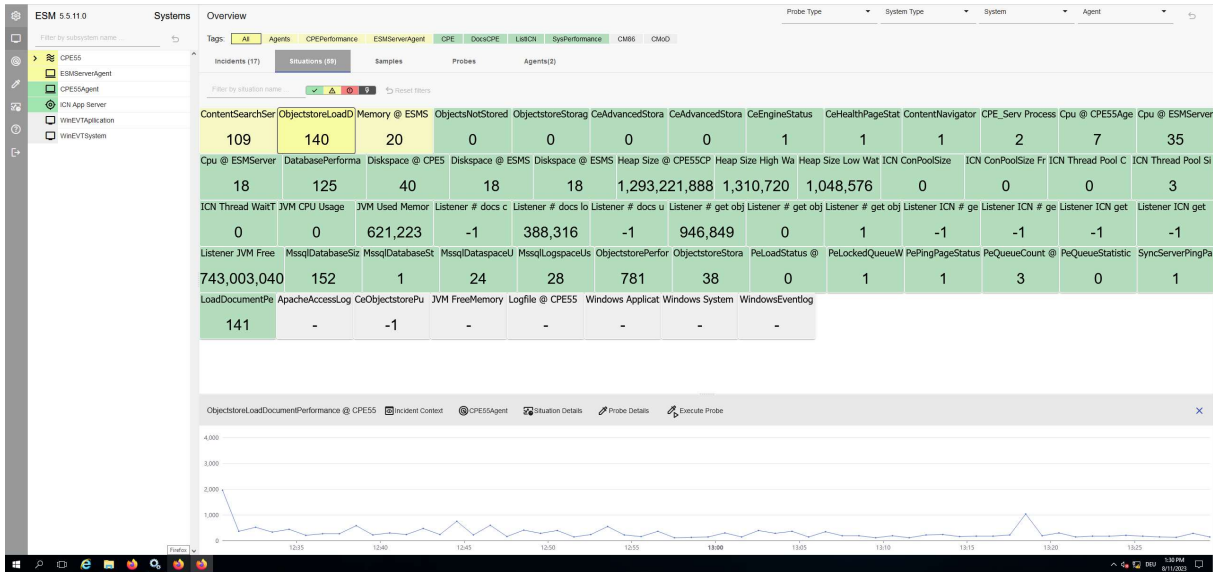 ESM 5.5.11.0 Systems
Filter by subsystem name ...
CPE55
ESMServerAgent
CPE55Agent
ICN App Server
WinEVTApllication
WinEVTSystem
Overview
Probe Type System Type System Agent
Tags: All Agents CPEPerformance ESMServerAgent CPE DocsCPE ListICN SysPerformance CM86 CMoD
Incidents (17) Situations (59) Samples Probes Agents(2)
Filter by situation name.. Reset filters
ContentSearchSer ObjectstoreLoadD Memory @ ESMS ObjectsNotStored ObjectstoreStorag CeAdvancedStora CeAdvancedStora CeEngineStatus CeHealthPageStat ContentNavigator CPE_Serv Process Cpu @ CPE55Age Cpu @ ESMServer
109 140 20 0 0 0 0 1 1 1 2 7 35
Cpu @ ESMServer DatabasePerforma Diskspace @ CPE5 Diskspace @ ESMS Diskspace @ ESMS Heap Size @ CPE55CP Heap Size High Wa Heap Size Low Wat ICN ConPoolSize ICN ConPoolSize Fr ICN Thread Pool C ICN Thread Pool Si
18 125 40 18 18 1,293,221,888 1,310,720 1,048,576 0 0 0 3
ICN Thread WaitT JVM CPU Usage JVM Used Memor Listener # docs c Listener # docs lo Listener # docs u Listener # get obj Listener # get obj Listener # get obj Listener ICN # ge Listener ICN # ge Listener ICN get Listener ICN get
0 0 621,223 -1 388,316 -1 946,849 0 1 -1 -1 -1 -1
Listener JVM Free MssqlDatabaseSiz MssqlDatabaseSt MssqlDataspaceU MssqlLogspaceUs ObjectstorePerfor ObjectstoreStora PeLoadStatus @ PeLockedQueueW PePingPageStatus PeQueueCount @ PeQueueStatistic SyncServerPingPa
743,003,040 152 1 24 28 781 38 0 1 1 3 0 1
LoadDocumentPe ApacheAccessLog CeObjectstorePu JVM FreeMemory Logfile @ CPE55 Windows Applicat Windows System WindowsEventlog
141 - -1 - - - - -
ObjectstoreLoadDocumentPerformance @ CPE55 Incident Context CPE55Agent Situation Details Probe Details Execute Probe X
4,000
3,000
2,000
1,000
0
12:35 12:40 12:45 12:50 12:55 13:00 13:05 13:10 13:15 13:20 13:25
Firefox
DEU 1:30 PM
8/11/2023